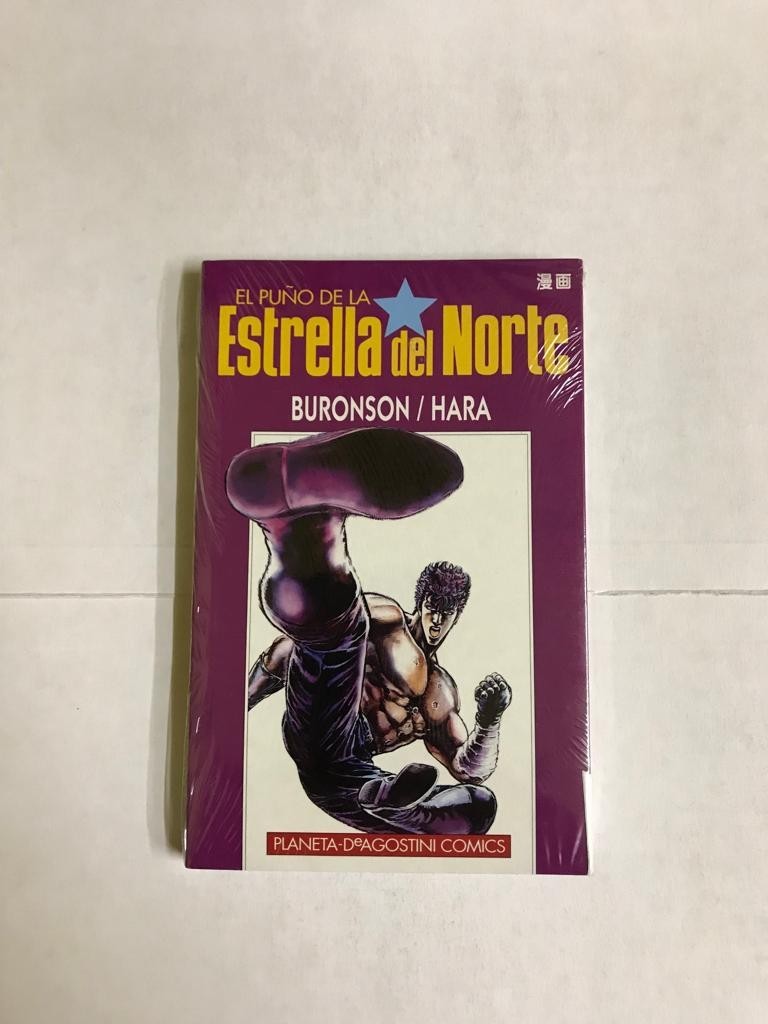 漫画
EL PUÑO DE LA
Estrella del Norte
BURONSON / HARA
PLANETA-DeAGOSTINI COMICS